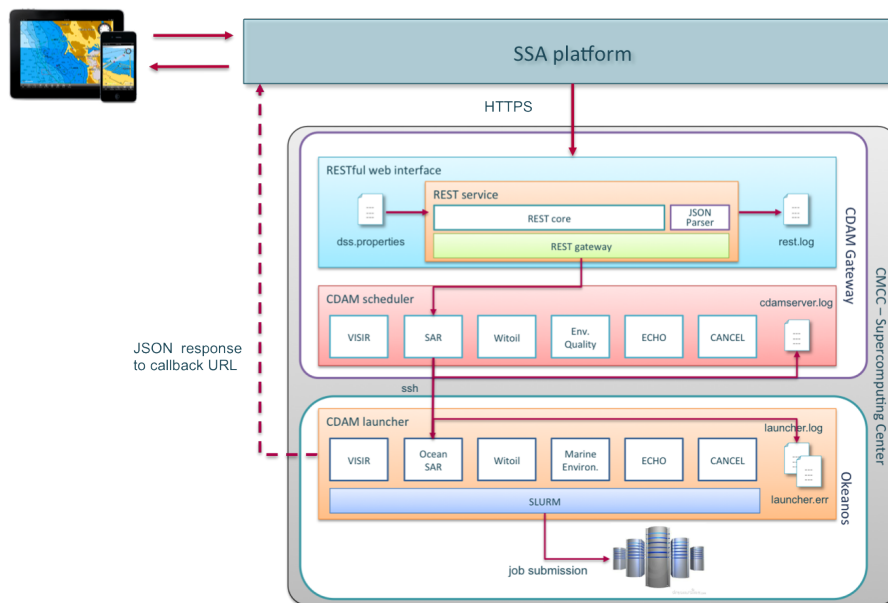 SSA platform
HTTPS
RESTful web interface
REST service
REST core
JSON
Parser
REST gateway
dss.properties
rest.log
CDAM Gateway
CMCC – Supercomputing Center
CDAM scheduler
cdamserver.log
VISIR
SAR
Witoil
Env.
Quality
ECHO
CANCEL
JSON response
to callback URL
ssh
CDAM launcher
launcher.log
VISIR
Ocean
SAR
Witoil
Marine
Environ.
ECHO
CANCEL
launcher.err
SLURM
Okeanos
job submission